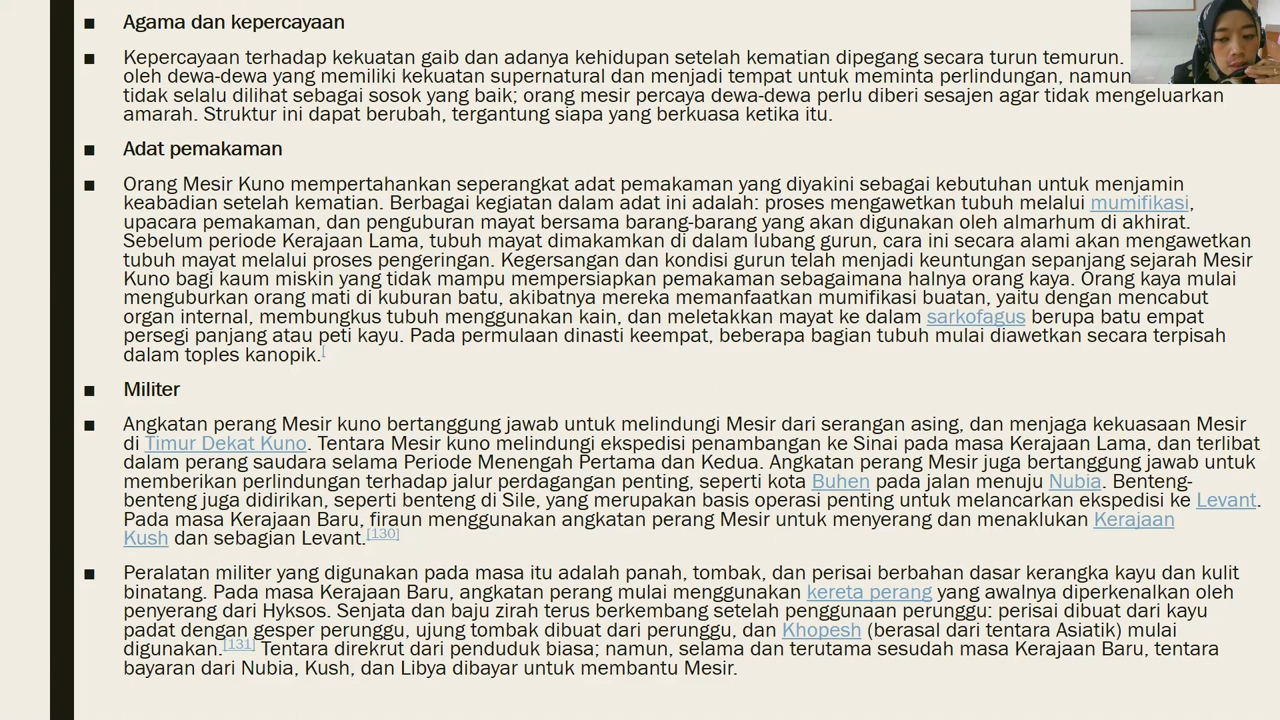 Agama dan kepercayaan
Kepercayaan terhadap kekuatan gaib dan adanya kehidupan setelah kematian dipegang secara turun temurun.
oleh dewa-dewa yang memiliki kekuatan supernatural dan menjadi tempat untuk meminta perlindungan, namun
tidak selalu dilihat sebagai sosok yang baik; orang mesir percaya dewa-dewa perlu diberi sesajen agar tidak mengeluarkan
amarah. Struktur ini dapat berubah, tergantung siapa yang berkuasa ketika itu.
Adat pemakaman
Orang Mesir Kuno mempertahankan seperangkat adat pemakaman yang diyakini sebagai kebutuhan untuk menjamin
keabadian setelah kematian. Berbagai kegiatan dalam adat ini adalah: proses mengawetkan tubuh melalui mumifikasi,
upacara pemakaman, dan penguburan mayat bersama barang-barang yang akan digunakan oleh almarhum di akhirat.
Sebelum periode Kerajaan Lama, tubuh mayat dimakamkan di dalam lubang gurun, cara ini secara alami akan mengawetkan
tubuh mayat melalui proses pengeringan. Kegersangan dan kondisi gurun telah menjadi keuntungan sepanjang sejarah Mesir
Kuno bagi kaum miskin yang tidak mampu mempersiapkan pemakaman sebagaimana halnya orang kaya. Orang kaya mulai
menguburkan orang mati di kuburan batu, akibatnya mereka memanfaatkan mumifikasi buatan, yaitu dengan mencabut
organ internal, membungkus tubuh menggunakan kain, dan meletakkan mayat ke dalam sarkofagus berupa batu empat
persegi panjang atau peti kayu. Pada permulaan dinasti keempat, beberapa bagian tubuh mulai diawetkan secara terpisah
dalam toples kanopik.[
Militer
Angkatan perang Mesir kuno bertanggung jawab untuk melindungi Mesir dari serangan asing, dan menjaga kekuasaan Mesir
di Timur Dekat Kuno. Tentara Mesir kuno melindungi ekspedisi penambangan ke Sinai pada masa Kerajaan Lama, dan terlibat
dalam perang saudara selama Periode Menengah Pertama dan Kedua. Angkatan perang Mesir juga bertanggung jawab untuk
memberikan perlindungan terhadap jalur perdagangan penting, seperti kota Buhen pada jalan menuju Nubia. Benteng-
benteng juga didirikan, seperti benteng di Sile, yang merupakan basis operasi penting untuk melancarkan ekspedisi ke Levant.
Pada masa Kerajaan Baru, firaun menggunakan angkatan perang Mesir untuk menyerang dan menaklukan Kerajaan
Kush dan sebagian Levant.[130]
Peralatan militer yang digunakan pada masa itu adalah panah, tombak, dan perisai berbahan dasar kerangka kayu dan kulit
binatang. Pada masa Kerajaan Baru, angkatan perang mulai menggunakan kereta perang yang awalnya diperkenalkan oleh
penyerang dari Hyksos. Senjata dan baju zirah terus berkembang setelah penggunaan perunggu: perisai dibuat dari kayu
padat dengan gesper perunggu, ujung tombak dibuat dari perunggu, dan Khopesh (berasal dari tentara Asiatik) mulai
digunakan.[131] Tentara direkrut dari penduduk biasa; namun, selama dan terutama sesudah masa Kerajaan Baru, tentara
bayaran dari Nubia, Kush, dan Libya dibayar untuk membantu Mesir.